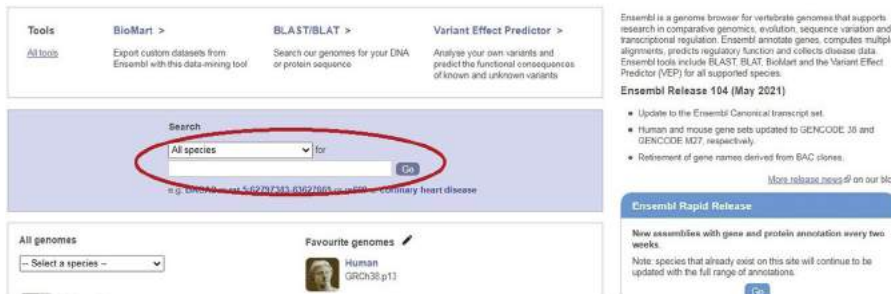 Tools
All tools
BioMart >
Export custom datasets from
Ensembl with this data-mining tool
BLAST/BLAT >
Search our genomes for your DNA
or protein sequence
Variant Effect Predictor >
Analyse your own variants and
predict the functional consequences
of known and unknown variants
Search
All species
for
Go
e.g. BRCA2 or rat 5:62797383-63627669 or coronary heart disease
All genomes
-- Select a species --
Favourite genomes
Human
GRCh38.p13
Ensembl is a genome browser for vertebrate genomes that supports
research in comparative genomics, evolution, sequence variation and
transcriptional regulation. Ensembl annotate genes, computes multiple
alignments, predicts regulatory function and collects disease data.
Ensembl tools include BLAST, BLAT, BioMart and the Variant Effect
Predictor (VEP) for all supported species.
Ensembl Release 104 (May 2021)
Update to the Ensembl Canonical transcript set.
Human and mouse gene sets updated to GENCODE 38 and
GENCODE M27, respectively.
Retirement of gene names derived from BAC clones.
More release news on our blo
Ensembl Rapid Release
New assemblies with gene and protein annotation every two
weeks.
Note: species that already exist on this site will continue to be
updated with the full range of annotations.
Go